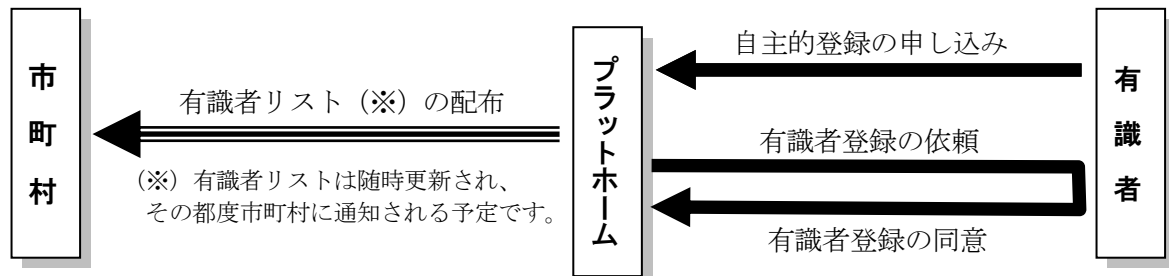 市町村
有識者リスト（※）の配布
（※）有識者リストは随時更新され、
その都度市町村に通知される予定です。
プラットホーム
自主的登録の申し込み
有識者登録の依頼
有識者登録の同意
有識者